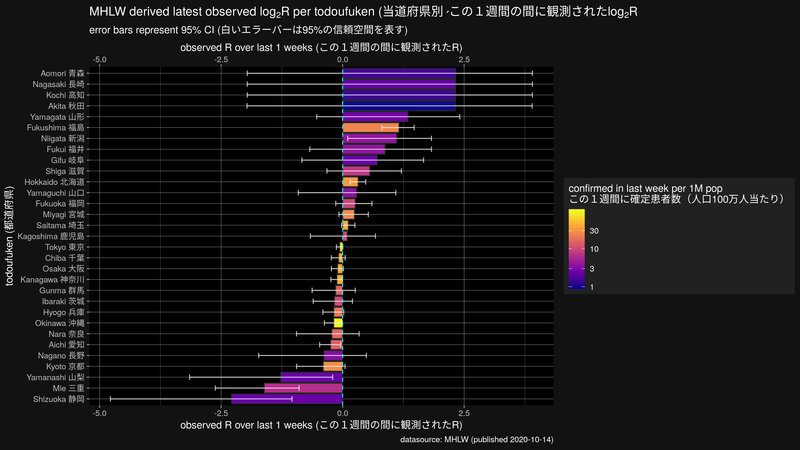 MHLW derived latest observed log2R per todoufuken (当道府県別 -この１週間の間に観測されたlog2R
error bars represent 95% CI (白いエラーバーは95%の信頼空間を表す)
observed R over last 1 weeks (この１週間の間に観測されたR)
-5.0 -2.5 0.0 2.5
todoufuken (都道府県)
Aomori 青森
Nagasaki 長崎
Kochi 高知
Akita 秋田
Yamagata 山形
Fukushima 福島
Niigata 新潟
Fukui 福井
Gifu 岐阜
Shiga 滋賀
Hokkaido 北海道
Yamaguchi 山口
Fukuoka 福岡
Miyagi 宮城
Saitama 埼玉
Kagoshima 鹿児島
Tokyo 東京
Chiba 千葉
Osaka 大阪
Kanagawa 神奈川
Gunma 群馬
Ibaraki 茨城
Hyogo 兵庫
Okinawa 沖縄
Nara 奈良
Aichi 愛知
Nagano 長野
Kyoto 京都
Yamanashi 山梨
Mie 三重
Shizuoka 静岡
-5.0 -2.5 0.0 2.5
observed R over last 1 weeks (この１週間の間に観測されたR)
confirmed in last week per 1M pop
この１週間に確定患者数（人口100万人当たり）
30
10
3
1
datasource: MHLW (published 2020-10-14)